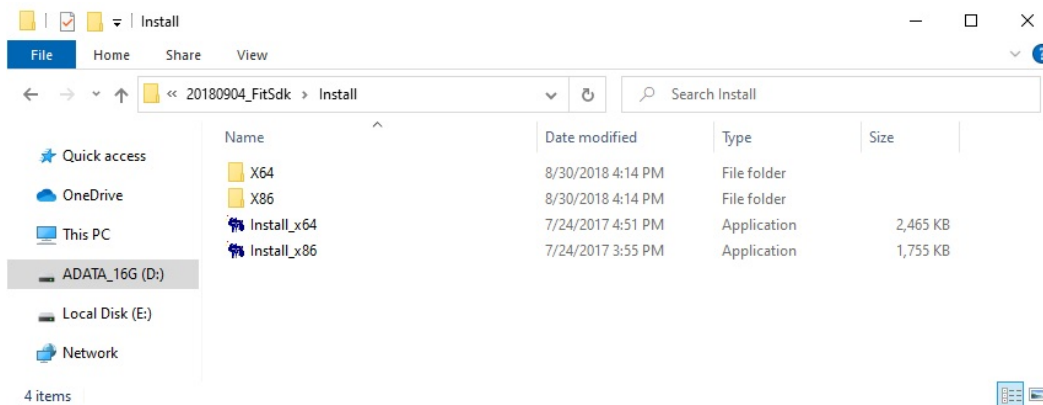 Install
File Home Share View
« 20180904_FitSdk > Install Search Install
Name Date modified Type Size
Quick access
OneDrive
This PC
ADATA_16G (D:)
Local Disk (E:)
Network
X64 8/30/2018 4:14 PM File folder
X86 8/30/2018 4:14 PM File folder
Install_x64 7/24/2017 4:51 PM Application 2,465 KB
Install_x86 7/24/2017 3:55 PM Application 1,755 KB
4 items